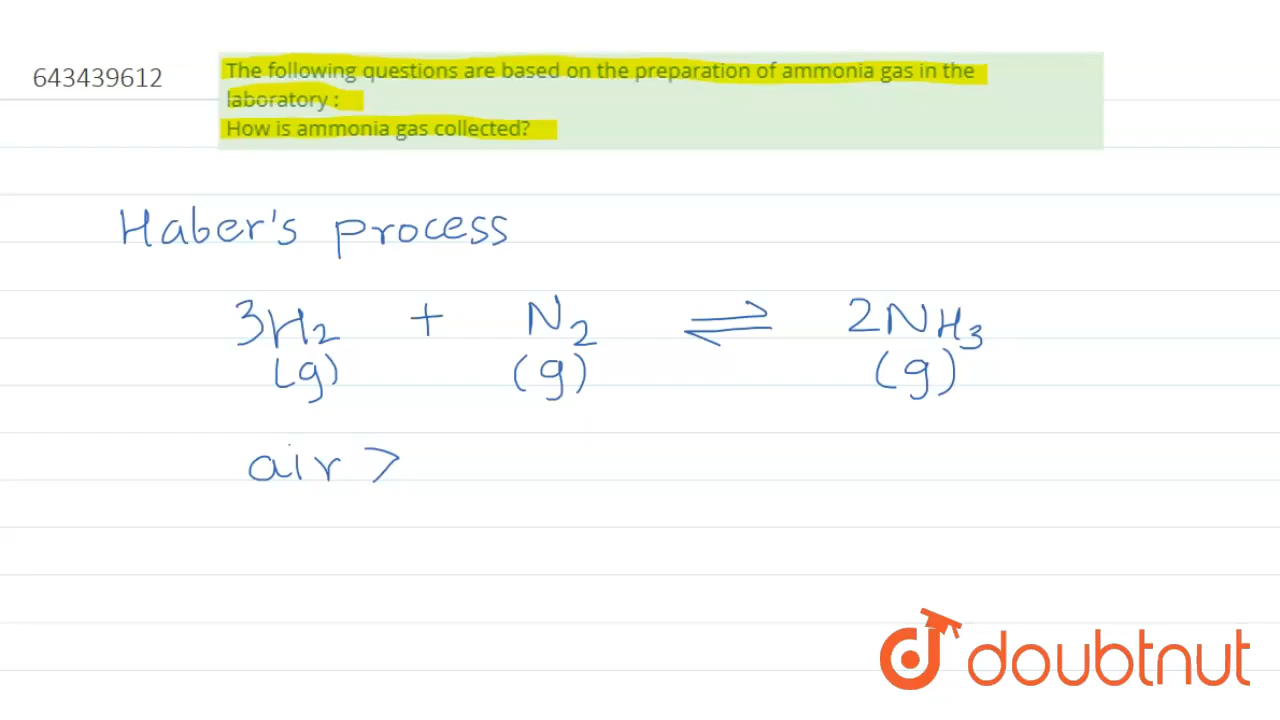 643439612
The following questions are based on the preparation of ammonia gas in the
laboratory :
How is ammonia gas collected?
Haber's process
3H2 + N2 ⇌ 2NH3
(g) (g) (g)
air >
doubtnut